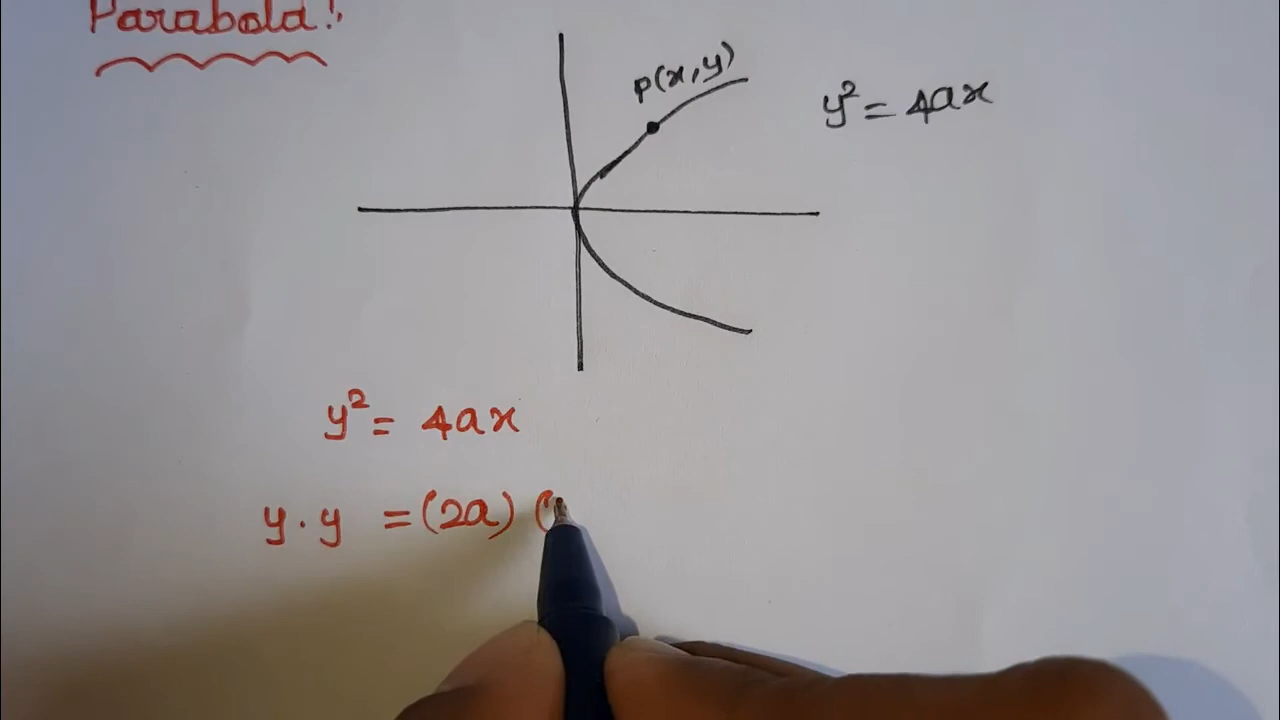 Parabola!
P(x,y)
y² = 4ax
y² = 4ax
y . y = (2a) (